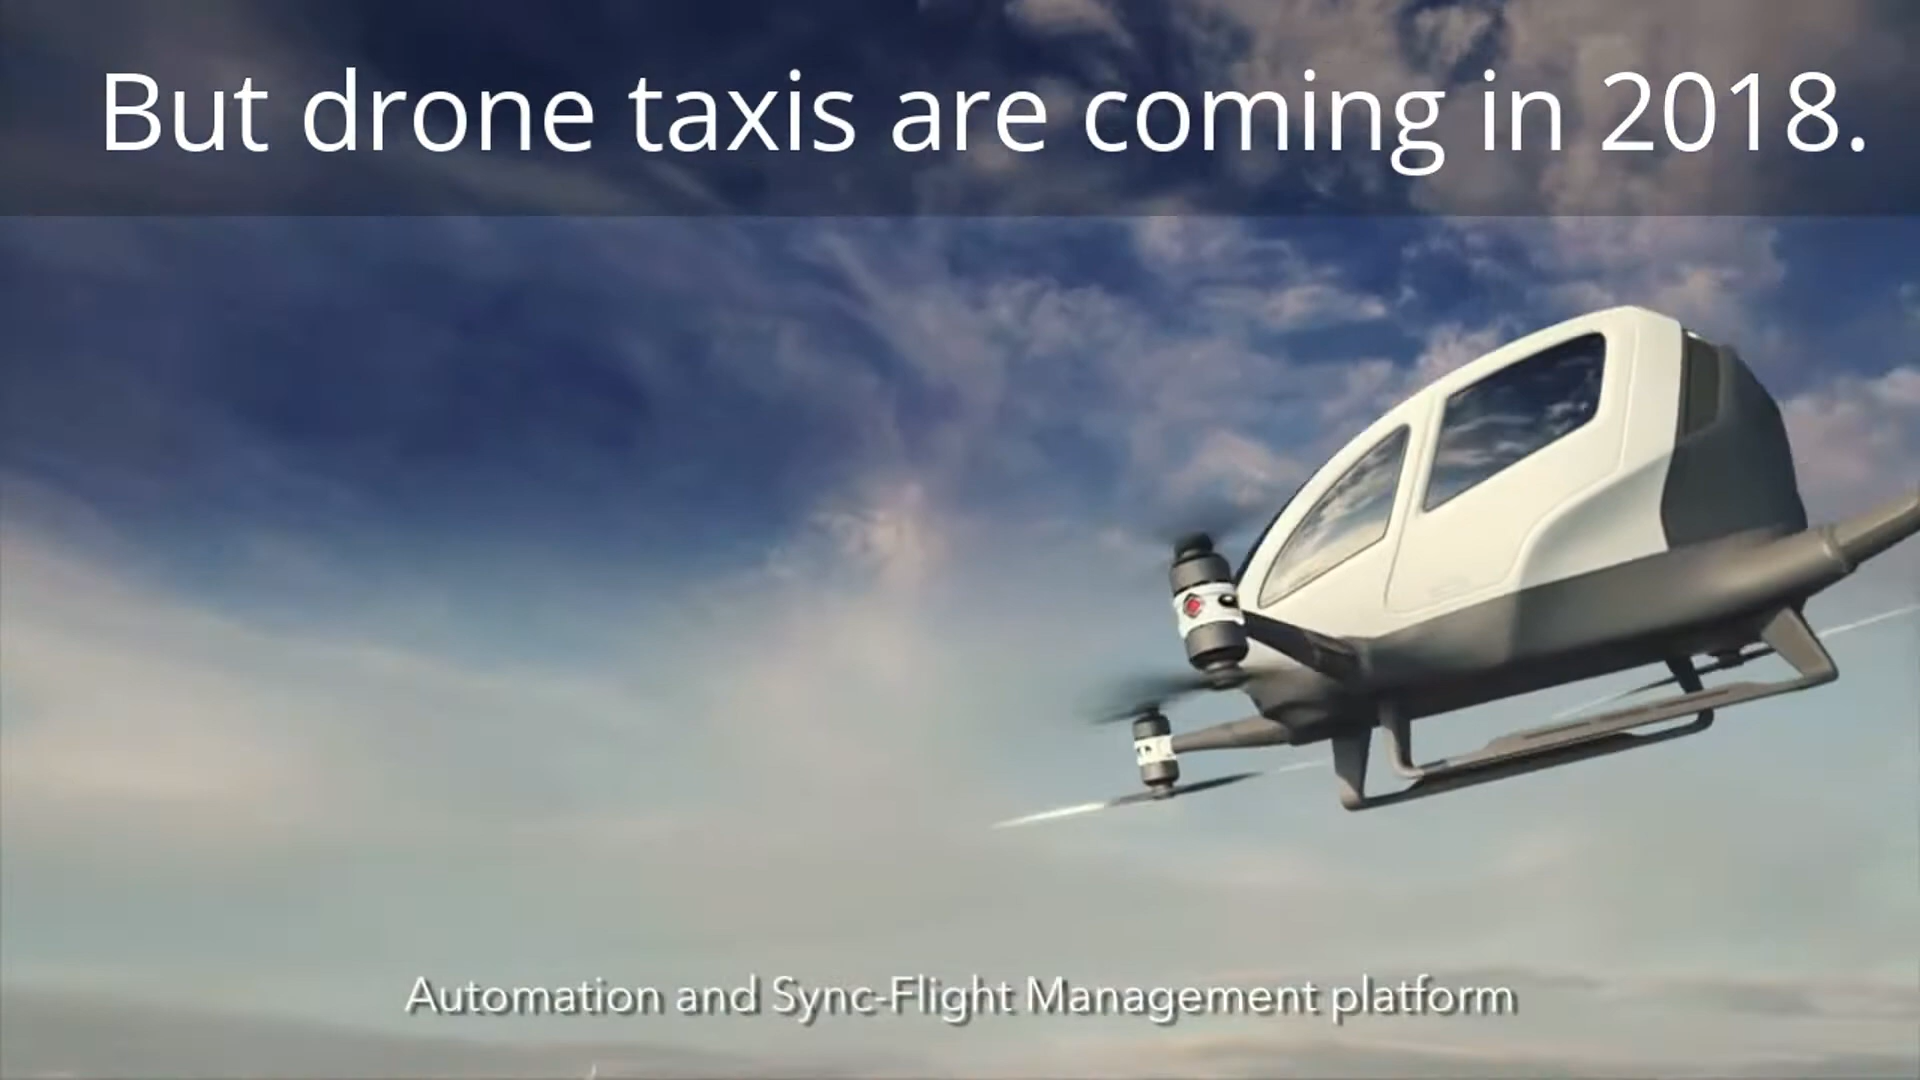 But drone taxis are coming in 2018.
Automation and Sync-Flight Management platform